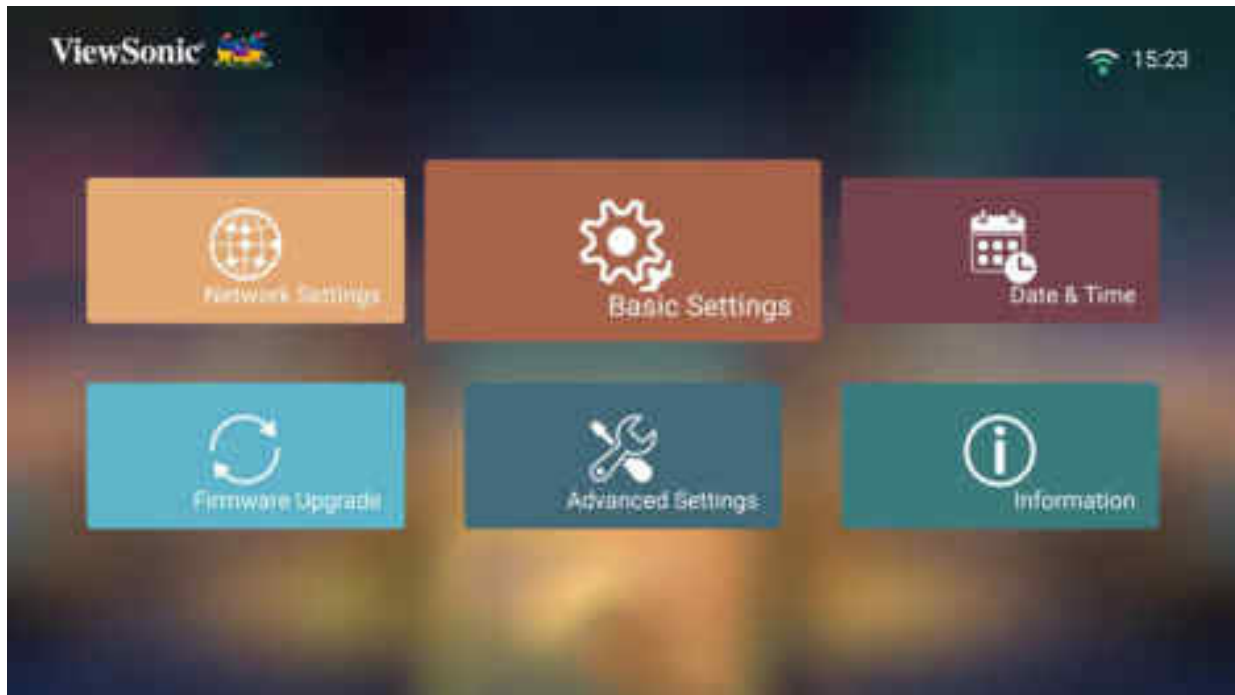 ViewSonic
15:23
Network Settings
Basic Settings
Date & Time
Firmware Upgrade
Advanced Settings
Information